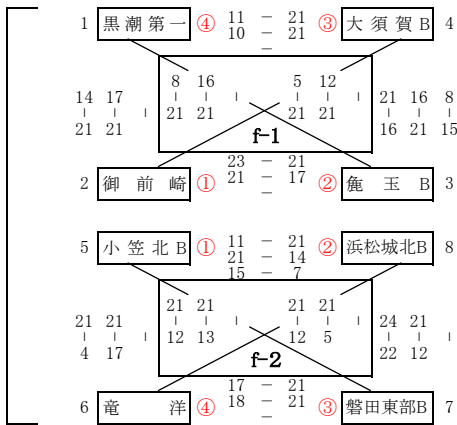 1 黒潮第一 ④ 11 － 21 ③ 大須賀B 4
10 － 21
－
8 16 5 12
14 17 － － － － － － 21 16 8
－ － － 21 21 21 21 － － －
21 21 f-1 16 21 15
23 － 21
2 御前崎 ① 21 － 17 ② 麁玉B 3
－
5 小笠北B ① 11 － 21 ② 浜松城北B 8
21 － 14
15 － 7
21 21 21 21
21 21 － － － － － － 24 21
－ － － 12 13 12 5 － － －
4 17 f-2 22 12
17 － 21
6 竜洋 ④ 18 － 21 ③ 磐田東部B 7
－